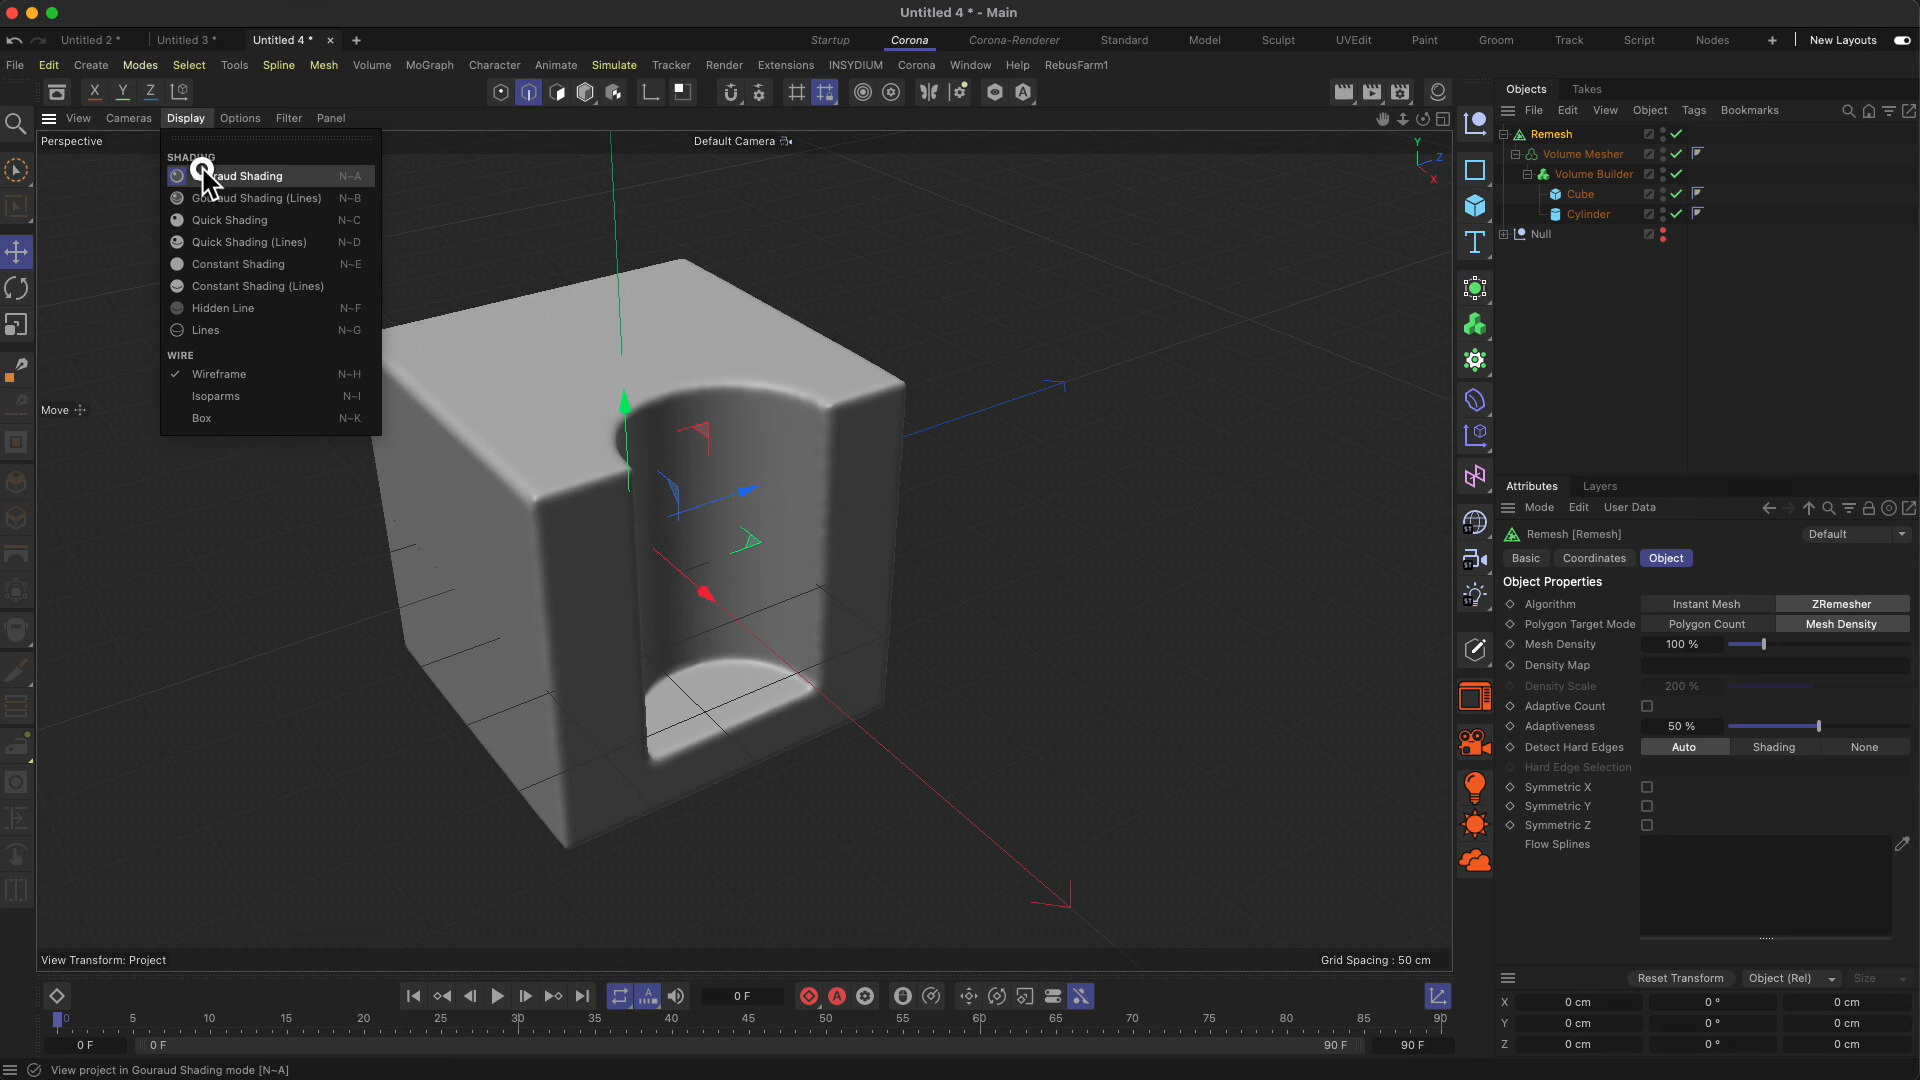 Untitled 4 * - Main
Untitled 2 *
Untitled 3 *
Untitled 4 *
Startup
Corona
Corona-Renderer
Standard
Model
Sculpt
UVEdit
Paint
Groom
Track
Script
Nodes
New Layouts
File Edit Create Modes Select Tools Spline Mesh Volume MoGraph Character Animate Simulate Tracker Render Extensions INSYDIUM Corona Window Help RebusFarm1
X Y Z
View Cameras Display Options Filter Panel
Perspective
Default Camera
Y
Z
X
SHADING
raud Shading N~A
Gouraud Shading (Lines) N~B
Quick Shading N~C
Quick Shading (Lines) N~D
Constant Shading N~E
Constant Shading (Lines)
Hidden Line N~F
Lines N~G
WIRE
Wireframe N~H
Isoparms N~I
Box N~K
Move
View Transform: Project
Grid Spacing : 50 cm
Objects Takes
File Edit View Object Tags Bookmarks
Remesh
Volume Mesher
Volume Builder
Cube
Cylinder
Null
Attributes Layers
Mode Edit User Data
Remesh [Remesh]
Default
Basic Coordinates Object
Object Properties
Algorithm Instant Mesh ZRemesher
Polygon Target Mode Polygon Count Mesh Density
Mesh Density 100 %
Density Map
Density Scale 200 %
Adaptive Count
Adaptiveness 50 %
Detect Hard Edges Auto Shading None
Hard Edge Selection
Symmetric X
Symmetric Y
Symmetric Z
Flow Splines
Reset Transform Object (Rel) Size
X 0 cm 0 ° 0 cm
Y 0 cm 0 ° 0 cm
Z 0 cm 0 ° 0 cm
0 F
0 5 10 15 20 25 30 35 40 45 50 55 60 65 70 75 80 85 90
0 F 0 F 90 F 90 F
View project in Gouraud Shading mode [N~A]